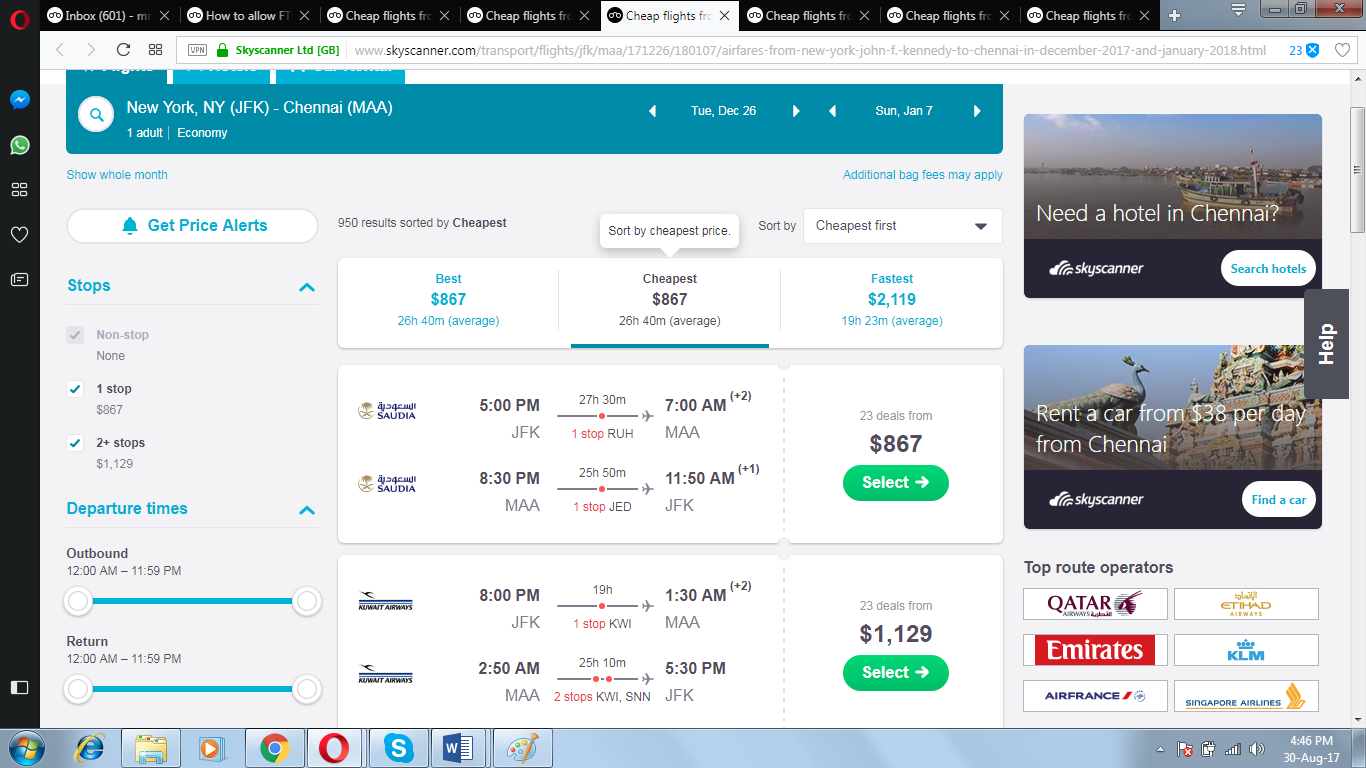 Inbox (601) - mr
How to allow FT
Cheap flights fro
Cheap flights fro
Cheap flights fro
Cheap flights fro
Cheap flights fro
Cheap flights fro
VPN
Skyscanner Ltd [GB]
www.skyscanner.com/transport/flights/jfk/maa/171226/180107/airfares-from-new-york-john-f.-kennedy-to-chennai-in-december-2017-and-january-2018.html
23
New York, NY (JFK) - Chennai (MAA)
1 adult | Economy
Tue, Dec 26
Sun, Jan 7
Show whole month
Additional bag fees may apply
Get Price Alerts
950 results sorted by Cheapest
Sort by cheapest price.
Sort by
Cheapest first
Stops
Non-stop
None
1 stop
$867
2+ stops
$1,129
Departure times
Outbound
12:00 AM – 11:59 PM
Return
12:00 AM – 11:59 PM
Best
$867
26h 40m (average)
Cheapest
$867
26h 40m (average)
Fastest
$2,119
19h 23m (average)
السعودية
SAUDIA
5:00 PM
JFK
27h 30m
1 stop RUH
7:00 AM (+2)
MAA
السعودية
SAUDIA
8:30 PM
MAA
25h 50m
1 stop JED
11:50 AM (+1)
JFK
23 deals from
$867
Select
KUWAIT AIRWAYS
8:00 PM
JFK
19h
1 stop KWI
1:30 AM (+2)
MAA
KUWAIT AIRWAYS
2:50 AM
MAA
25h 10m
2 stops KWI, SNN
5:30 PM
JFK
23 deals from
$1,129
Select
Need a hotel in Chennai?
skyscanner
Search hotels
Help
Rent a car from $38 per day
from Chennai
skyscanner
Find a car
Top route operators
QATAR
AIRWAYS القطرية
الإتحاد
ETIHAD
AIRWAYS
Emirates
KLM
AIRFRANCE
SINGAPORE AIRLINES
4:46 PM
30-Aug-17